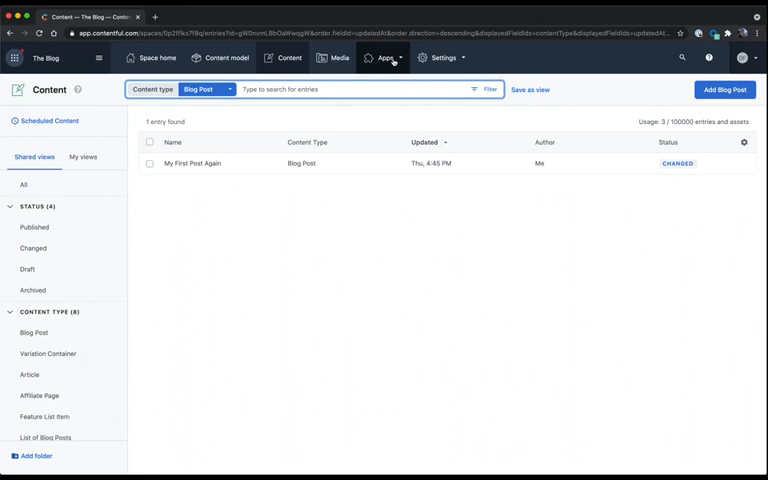 Content — The Blog — Contentf
app.contentful.com/spaces/0p2fflkx7f8q/entries?id=
order.fieldId=updatedAt&order.direction=descending&displayedFieldIds=contentType&displayedFieldIds=updatedAt...
The Blog
Space home
Content model
Content
Media
Apps
Settings
GF
Content
Content type
Blog Post
Type to search for entries
Filter
Save as view
Add Blog Post
Scheduled Content
1 entry found
Usage: 3 / 100000 entries and assets
Shared views
My views
Name
Content Type
Updated
Author
Status
My First Post Again
Blog Post
Thu, 4:45 PM
Me
CHANGED
All
STATUS (4)
Published
Changed
Draft
Archived
CONTENT TYPE (8)
Blog Post
Variation Container
Article
Affiliate Page
Feature List Item
List of Blog Posts
Add folder